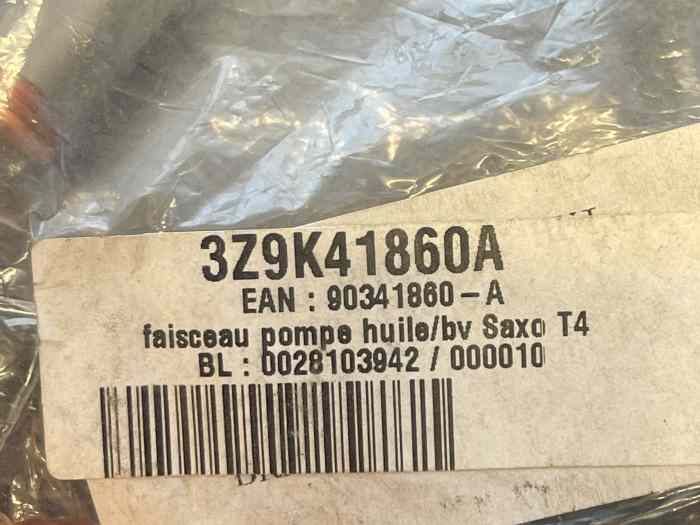 3Z9K41860A
EAN : 90341860-A
faisceau pompe huile/bv Saxo T4
BL : 0028103942 / 000010